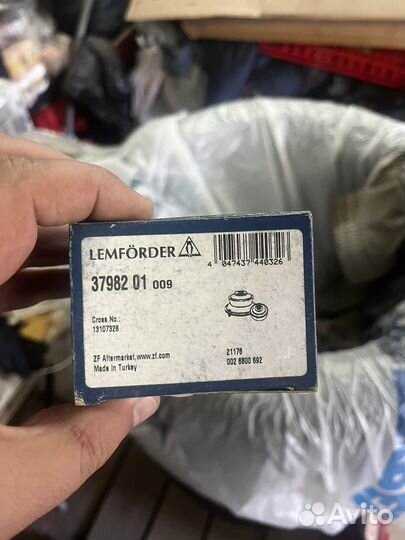 LEMFÖRDER
37982 01 009
4 047437 440326
Cross.No.:
13107328
ZF Aftermarket,www.zf.com
Made in Turkey
21178
002 6800 692
Avito